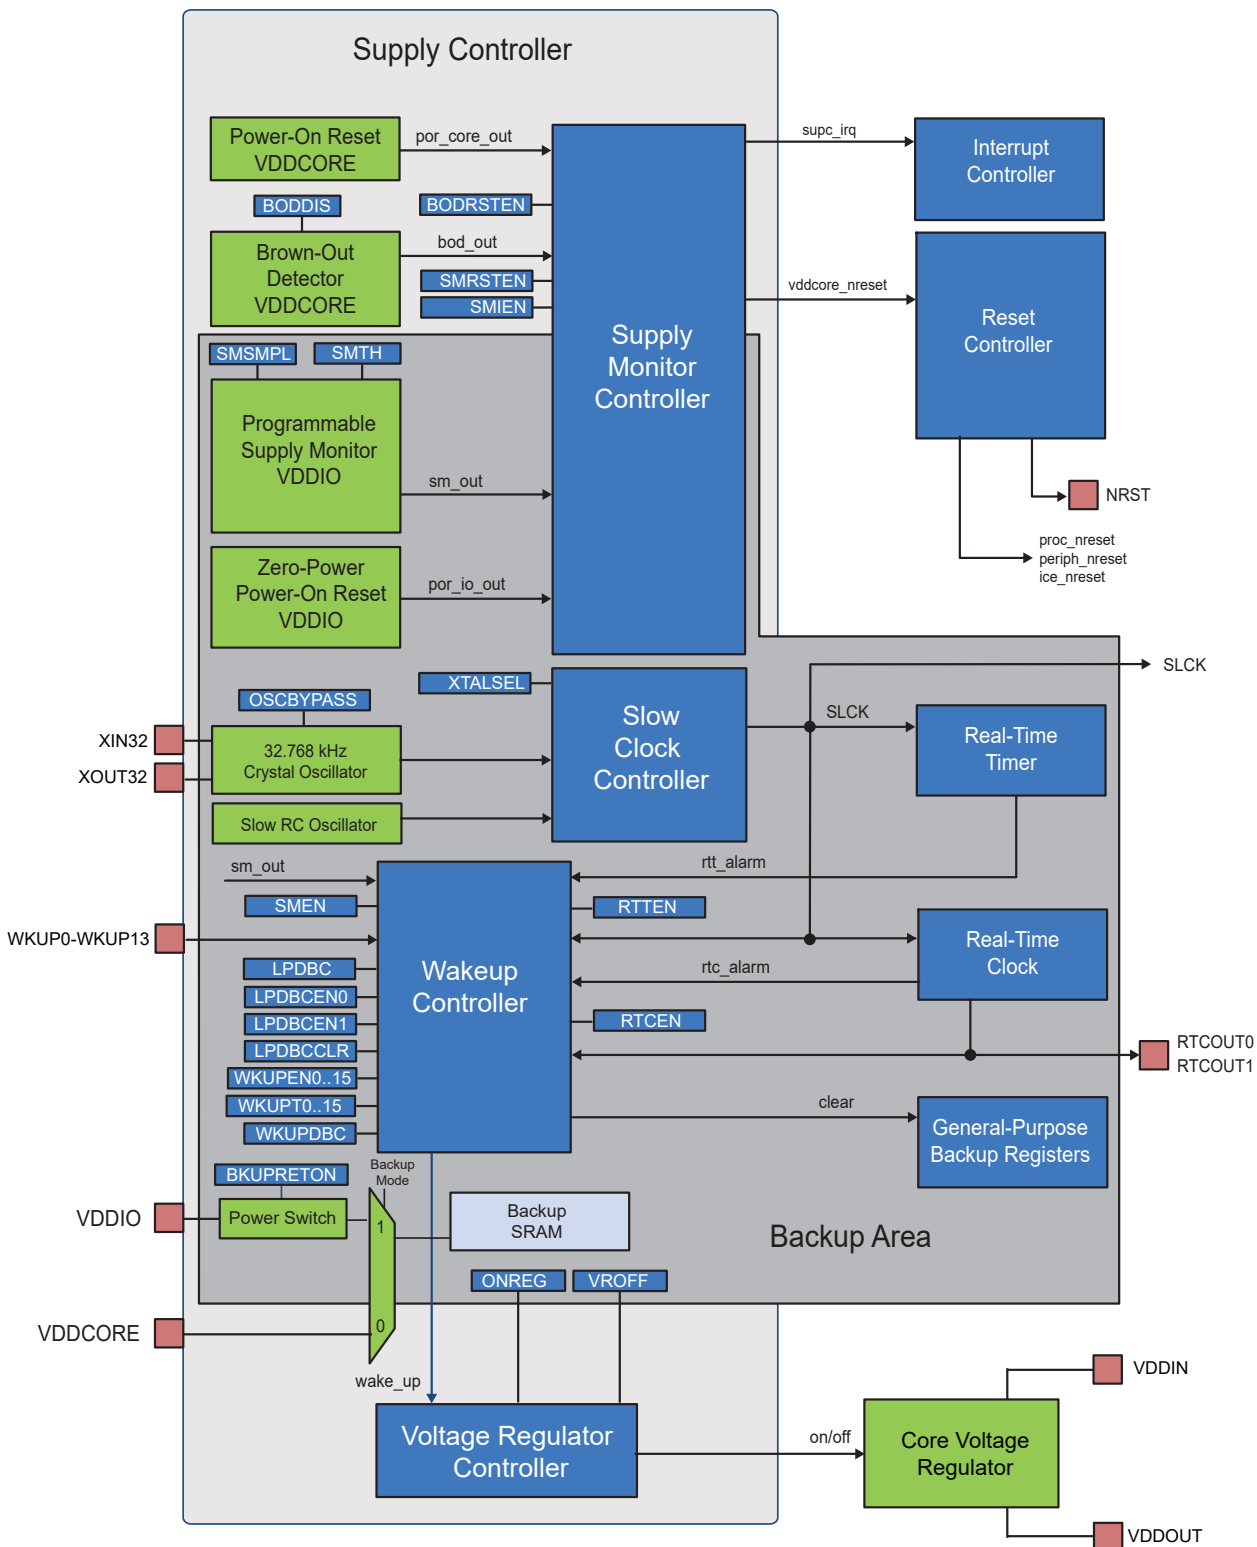 Supply Controller
Power-On Reset
VDDCORE
por_core_out
supc_irq
Interrupt
Controller
BODDIS
BODRSTEN
Brown-Out
Detector
VDDCORE
bod_out
SMRSTEN
SMIEN
vddcore_nreset
Reset
Controller
Supply
Monitor
Controller
SMSMPL
SMTH
Programmable
Supply Monitor
VDDIO
sm_out
NRST
proc_nreset
periph_nreset
ice_nreset
Zero-Power
Power-On Reset
VDDIO
por_io_out
SLCK
XTALSEL
OSCBYPASS
Slow
Clock
Controller
SLCK
Real-Time
Timer
XIN32
XOUT32
32.768 kHz
Crystal Oscillator
Slow RC Oscillator
sm_out
rtt_alarm
SMEN
RTTEN
WKUP0-WKUP13
Wakeup
Controller
Real-Time
Clock
LPDBC
rtc_alarm
LPDBCEN0
LPDBCEN1
RTCEN
LPDBCCLR
RTCOUT0
RTCOUT1
WKUPEN0..15
WKUPT0..15
WKUPDBC
clear
General-Purpose
Backup Registers
BKUPRETON
Backup
Mode
VDDIO
Power Switch
1
Backup
SRAM
Backup Area
ONREG
VROFF
VDDCORE
0
wake_up
VDDIN
Voltage Regulator
Controller
on/off
Core Voltage
Regulator
VDDOUT